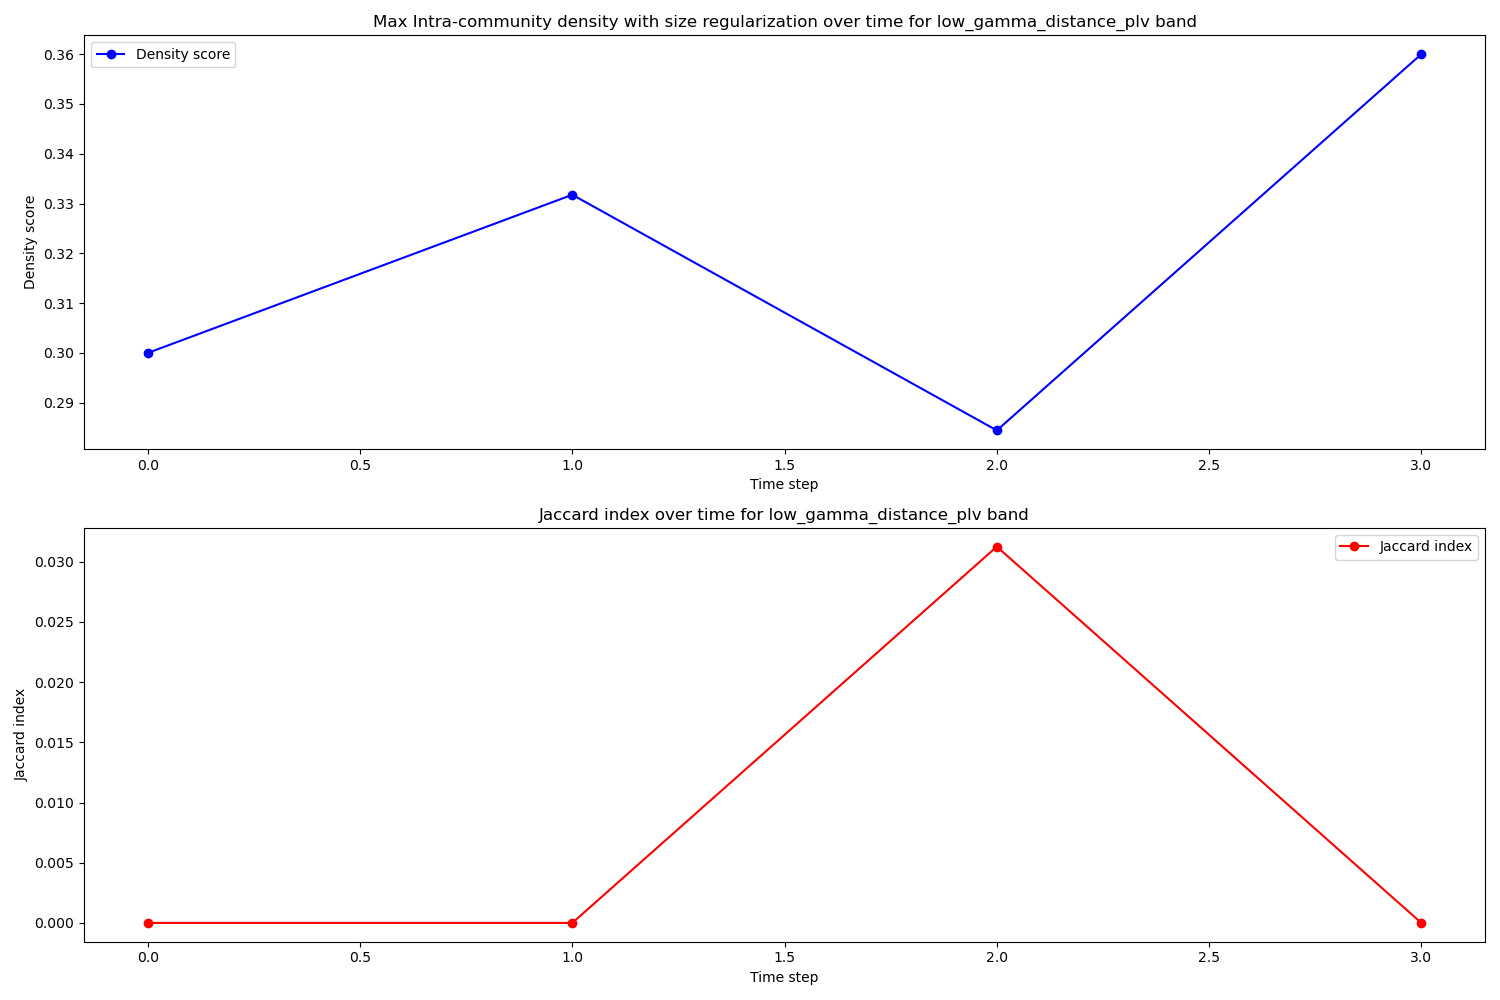 Max Intra-community density with size regularization over time for low_gamma_distance_plv band
Density score
0.36
0.35
0.34
0.33
0.32
0.31
0.30
0.29
Density score
0.0 0.5 1.0 1.5 2.0 2.5 3.0
Time step
Jaccard index over time for low_gamma_distance_plv band
Jaccard index
0.030
0.025
0.020
0.015
0.010
0.005
0.000
Jaccard index
0.0 0.5 1.0 1.5 2.0 2.5 3.0
Time step